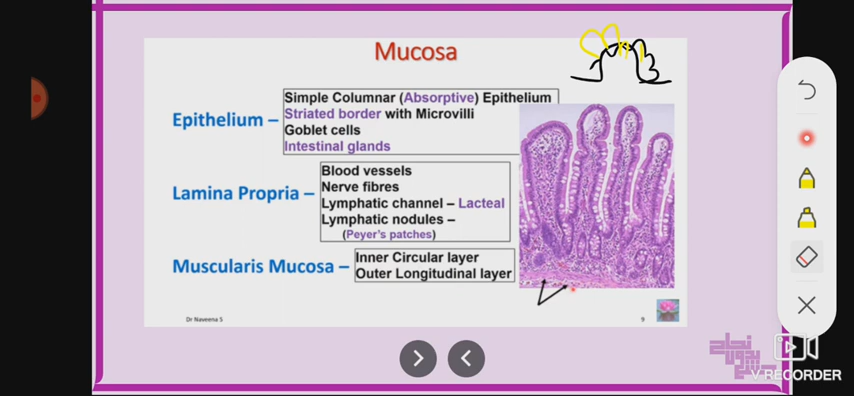 Mucosa
Epithelium –
Simple Columnar (Absorptive) Epithelium
Striated border with Microvilli
Goblet cells
Intestinal glands
Lamina Propria –
Blood vessels
Nerve fibres
Lymphatic channel – Lacteal
Lymphatic nodules –
(Peyer's patches)
Muscularis Mucosa –
Inner Circular layer
Outer Longitudinal layer
Dr Naveena S
9
V RECORDER